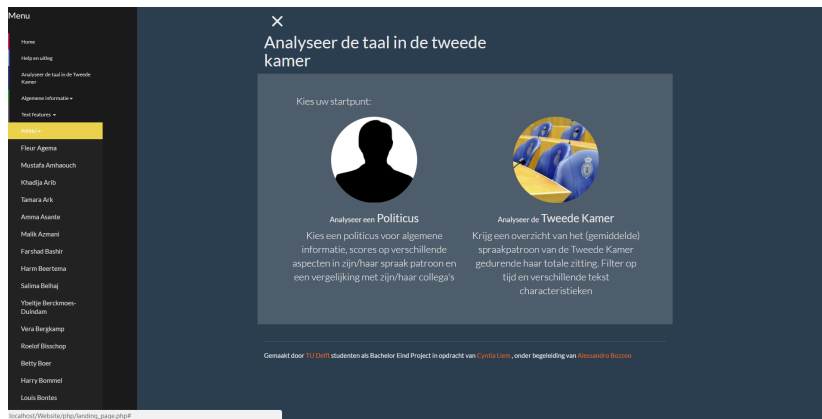 Menu
Home
Help en uitleg
Analyseer de taal in de Tweede
Kamer
Algemene informatie
Text features
Politici
Fleur Agema
Mustafa Amhaouch
Khadija Arib
Tamara Ark
Amma Asante
Malik Azmani
Farshad Bashir
Harm Beertema
Salima Belhaj
Ybeltje Berckmoes-
Duindam
Vera Bergkamp
Roelof Bisschop
Betty Boer
Harry Bommel
Louis Bontes
localhost/Website/php/landing_page.php#
×
Analyseer de taal in de tweede
kamer
Kies uw startpunt:
Analyseer een Politicus
Kies een politicus voor algemene
informatie, scores op verschillende
aspecten in zijn/haar spraak patroon en
een vergelijking met zijn/haar collega's
Analyseer de Tweede Kamer
Krijg een overzicht van het (gemiddelde)
spraakpatroon van de Tweede Kamer
gedurende haar totale zitting. Filter op
tijd en verschillende tekst
characteristieken
Gemaakt door TU Delft studenten als Bachelor Eind Project in opdracht van Cyntia Liem , onder begeleiding van Alessandro Bozzon